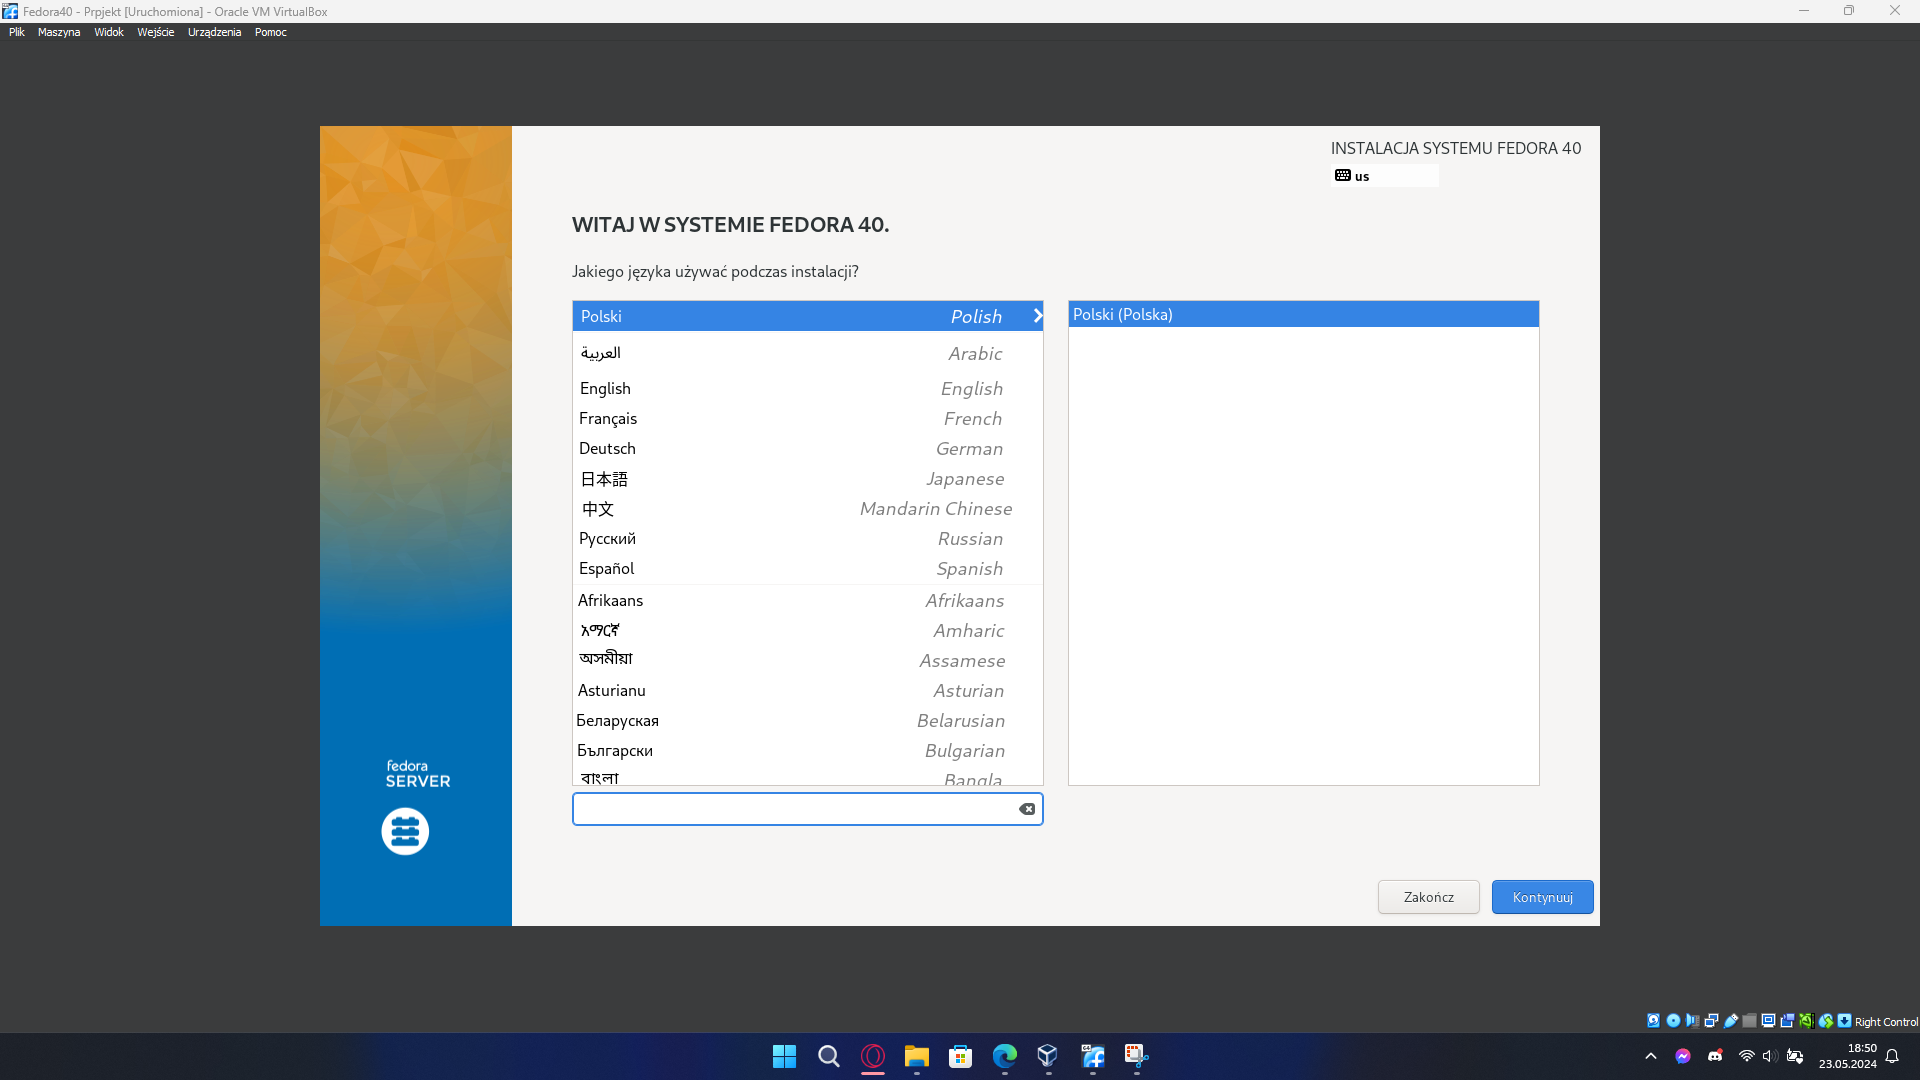 Fedora40 - Prpjekt [Uruchomiona] - Oracle VM VirtualBox
Plik Maszyna Widok Wejście Urządzenia Pomoc
INSTALACJA SYSTEMU FEDORA 40
us
WITAJ W SYSTEMIE FEDORA 40.
Jakiego języka używać podczas instalacji?
Polski Polish
العربية Arabic
English English
Français French
Deutsch German
日本語 Japanese
中文 Mandarin Chinese
Русский Russian
Español Spanish
Afrikaans Afrikaans
አማርኛ Amharic
অসমীয়া Assamese
Asturianu Asturian
Беларуская Belarusian
Български Bulgarian
বাংলা Bangla
Polski (Polska)
fedora
SERVER
Zakończ Kontynuuj
Right Control
64
18:50
23.05.2024